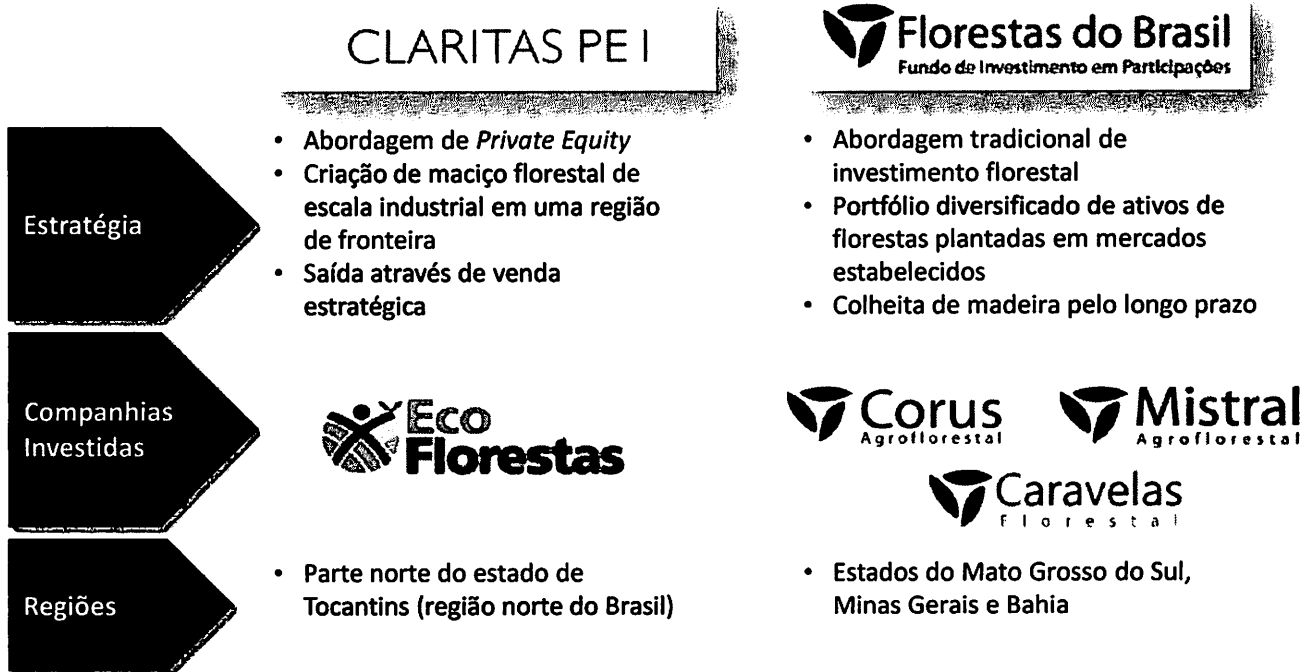 CLARITAS PE I
Florestas do Brasil
Fundo de Investimento em Participações
Estratégia
• Abordagem de Private Equity
• Criação de maciço florestal de
escala industrial em uma região
de fronteira
• Saída através de venda
estratégica
• Abordagem tradicional de
investimento florestal
• Portfólio diversificado de ativos de
florestas plantadas em mercados
estabelecidos
• Colheita de madeira pelo longo prazo
Companhias
Investidas
Eco
Florestas
Corus
Agroflorestal
Mistral
Agroflorestal
Caravelas
Florestal
Regiões
• Parte norte do estado de
Tocantins (região norte do Brasil)
• Estados do Mato Grosso do Sul,
Minas Gerais e Bahia